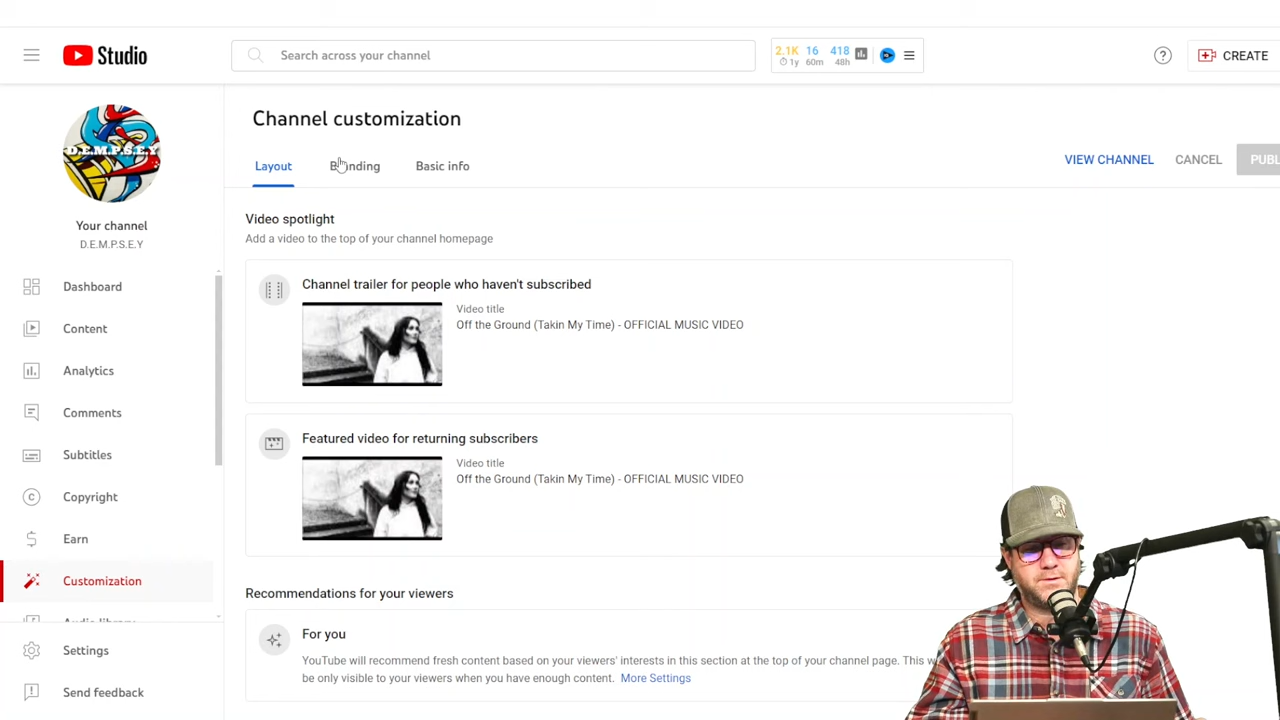 Studio
Search across your channel
2.1K 16 418
1y 60m 48h
CREATE
D.E.M.P.S.E.Y
Channel customization
Layout Branding Basic info
VIEW CHANNEL CANCEL
Your channel
D.E.M.P.S.E.Y
Video spotlight
Add a video to the top of your channel homepage
Dashboard
Content
Analytics
Comments
Subtitles
Copyright
Earn
Customization
Settings
Send feedback
Channel trailer for people who haven't subscribed
Video title
Off the Ground (Takin My Time) - OFFICIAL MUSIC VIDEO
Featured video for returning subscribers
Video title
Off the Ground (Takin My Time) - OFFICIAL MUSIC VIDEO
Recommendations for your viewers
For you
YouTube will recommend fresh content based on your viewers' interests in this section at the top of your channel page. This
be only visible to your viewers when you have enough content. More Settings